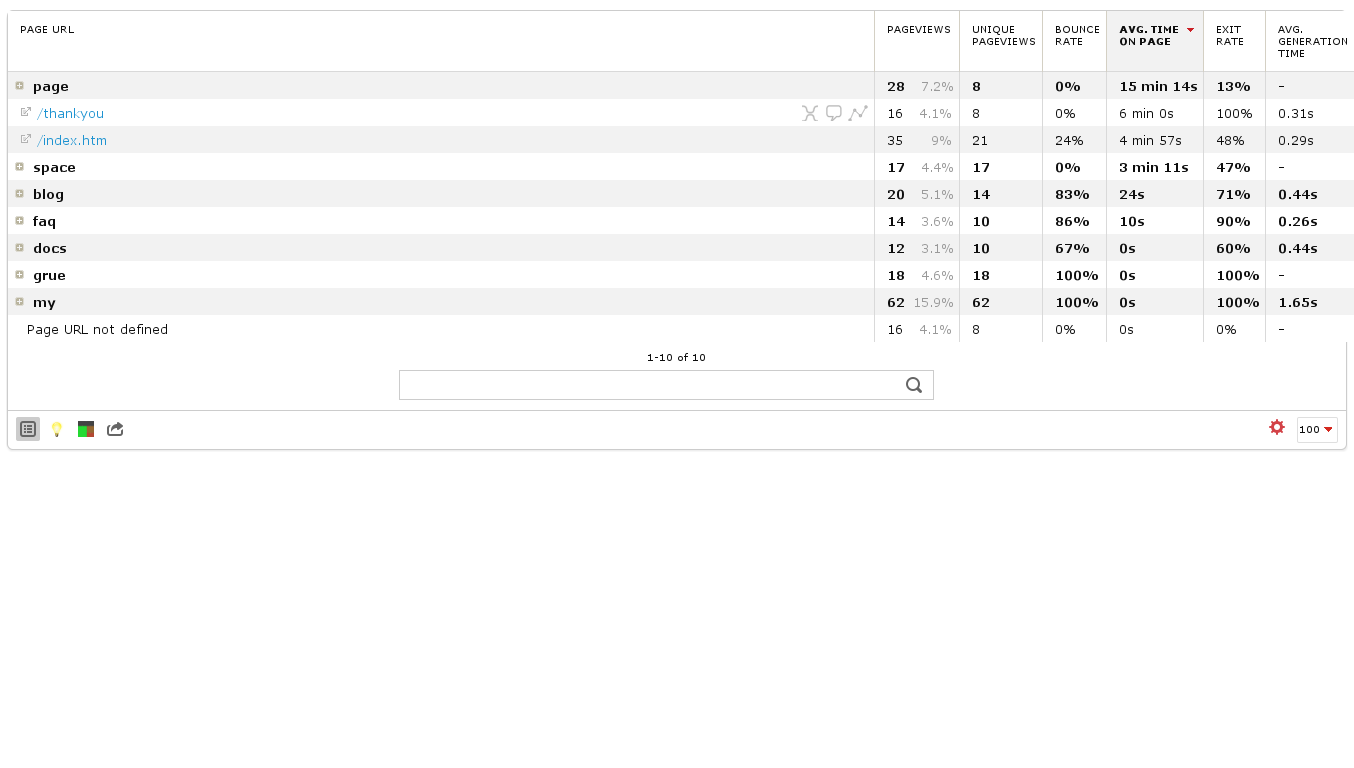 PAGE URL PAGEVIEWS UNIQUE PAGEVIEWS BOUNCE RATE AVG. TIME ON PAGE EXIT RATE AVG. GENERATION TIME
page 28 7.2% 8 0% 15 min 14s 13% -
/thankyou 16 4.1% 8 0% 6 min 0s 100% 0.31s
/index.htm 35 9% 21 24% 4 min 57s 48% 0.29s
space 17 4.4% 17 0% 3 min 11s 47% -
blog 20 5.1% 14 83% 24s 71% 0.44s
faq 14 3.6% 10 86% 10s 90% 0.26s
docs 12 3.1% 10 67% 0s 60% 0.44s
grue 18 4.6% 18 100% 0s 100% -
my 62 15.9% 62 100% 0s 100% 1.65s
Page URL not defined 16 4.1% 8 0% 0s 0% -
1-10 of 10
100